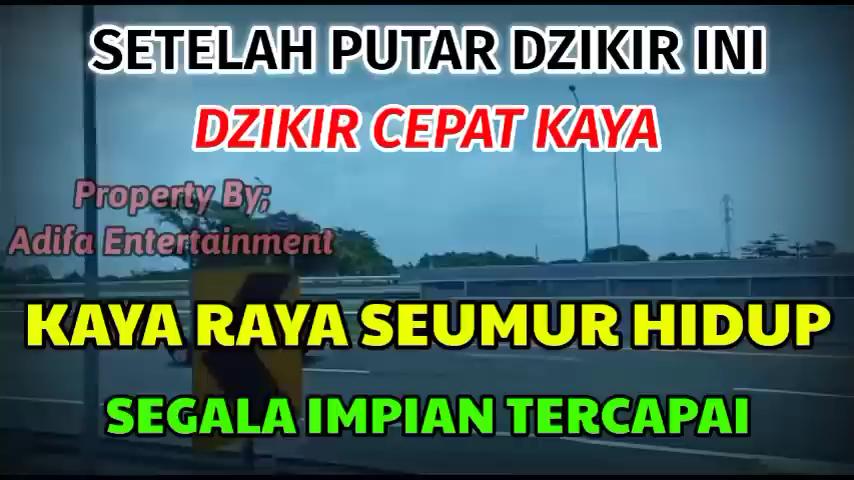 SETELAH PUTAR DZIKIR INI
DZIKIR CEPAT KAYA
Property By;
Adifa Entertainment
KAYA RAYA SEUMUR HIDUP
SEGALA IMPIAN TERCAPAI